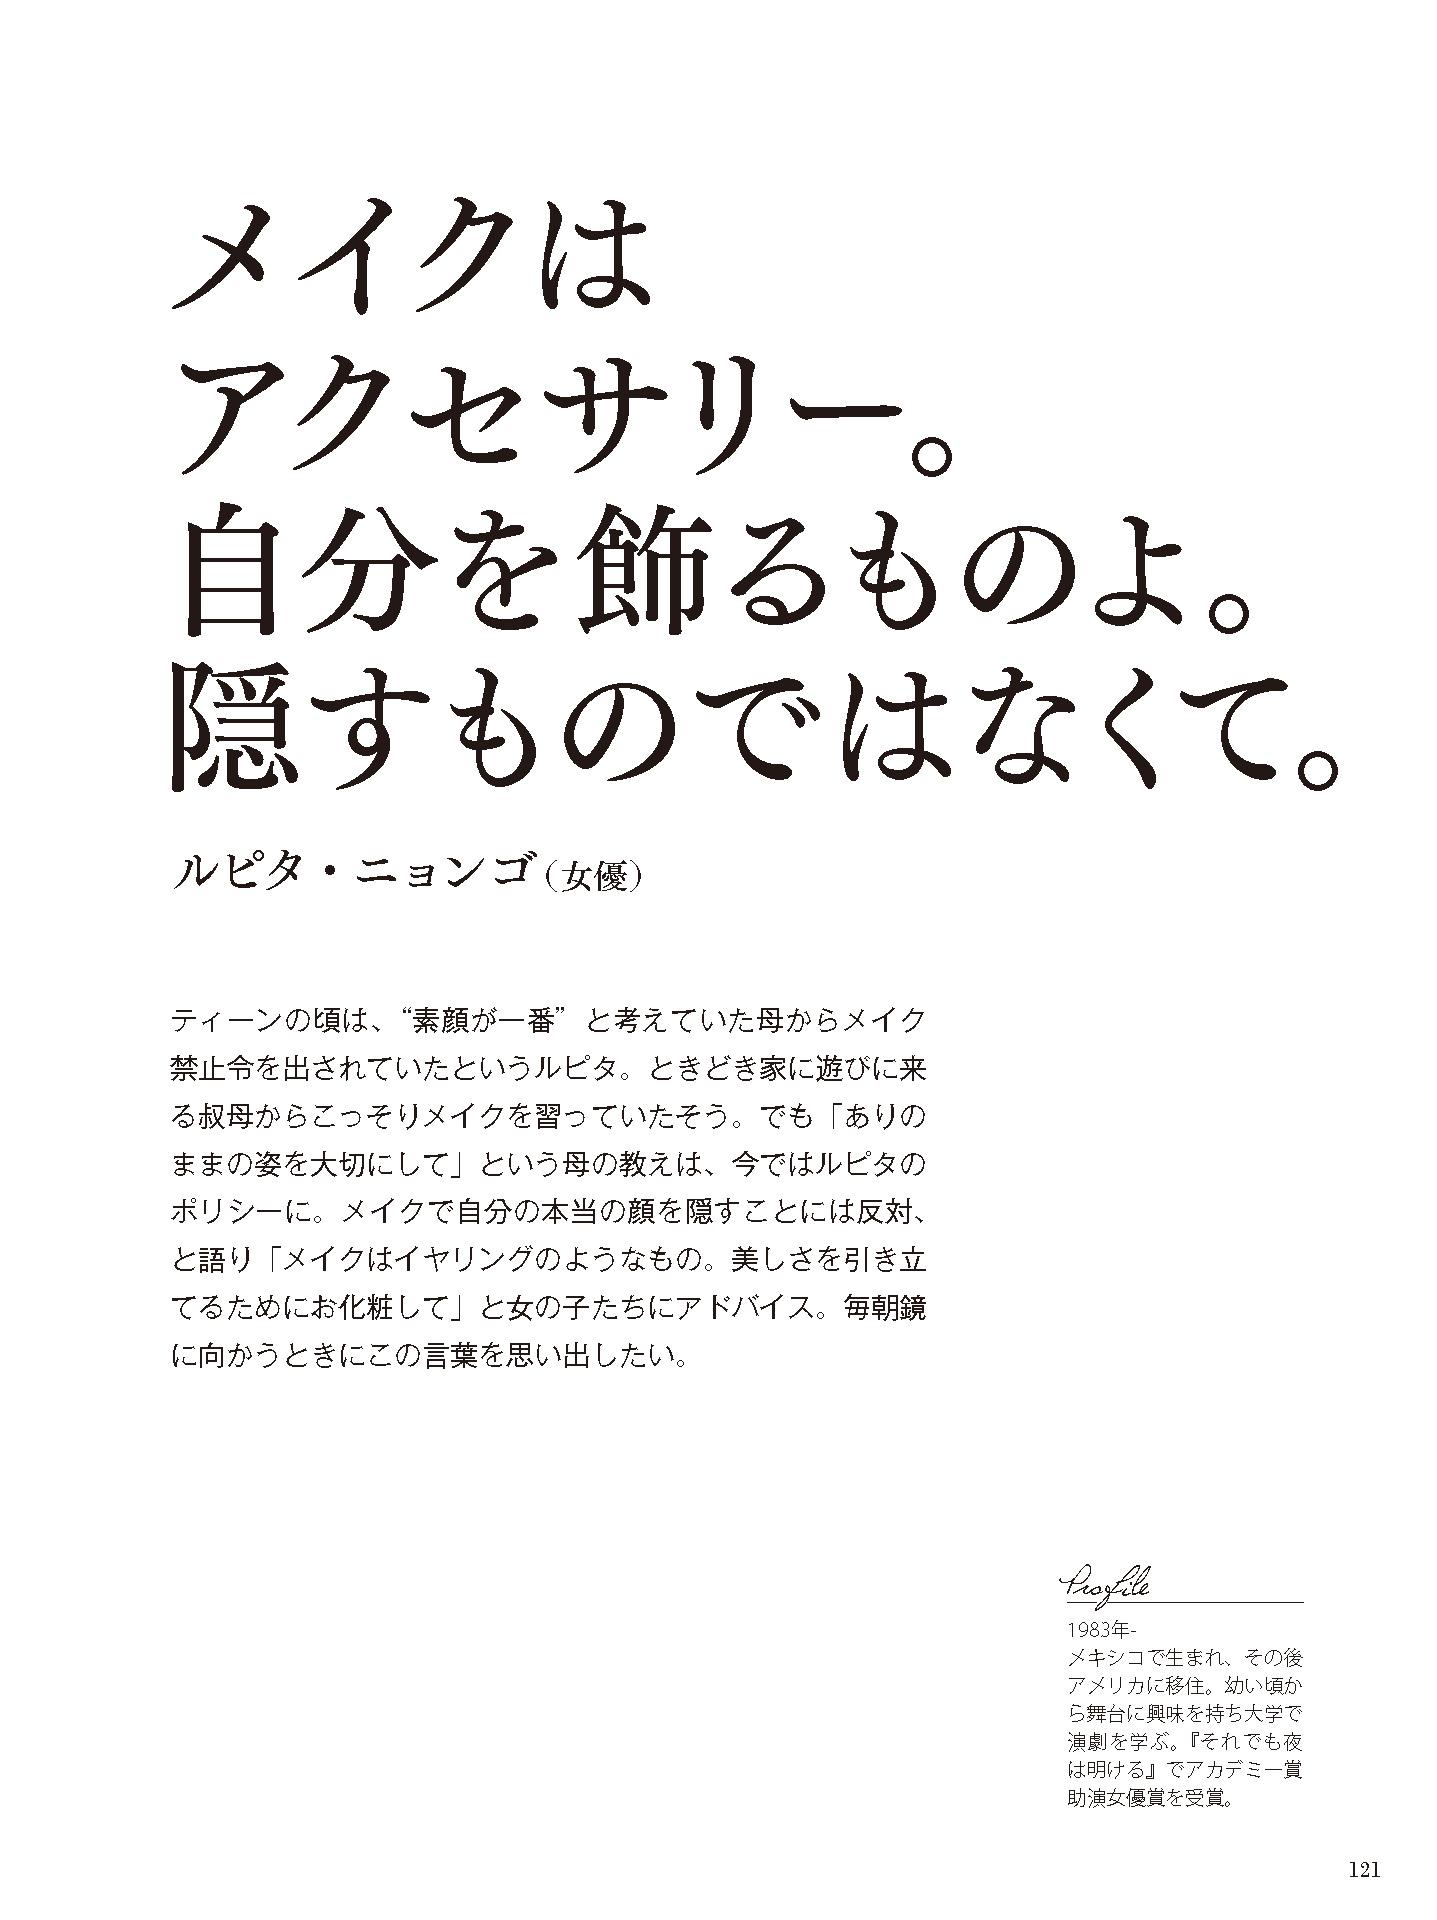 メイクは
アクセサリー。
自分を飾るものよ。
隠すものではなくて。
ルピタ・ニョンゴ（女優）
ティーンの頃は、“素顔が一番”と考えていた母からメイク
禁止令を出されていたというルピタ。ときどき家に遊びに来
る叔母からこっそりメイクを習っていたそう。でも「ありの
ままの姿を大切にして」という母の教えは、今ではルピタの
ポリシーに。メイクで自分の本当の顔を隠すことには反対、
と語り「メイクはイヤリングのようなもの。美しさを引き立
てるためにお化粧して」と女の子たちにアドバイス。毎朝鏡
に向かうときにこの言葉を思い出したい。
Profile
1983年-
メキシコで生まれ、その後
アメリカに移住。幼い頃か
ら舞台に興味を持ち大学で
演劇を学ぶ。『それでも夜
は明ける』でアカデミー賞
助演女優賞を受賞。
121